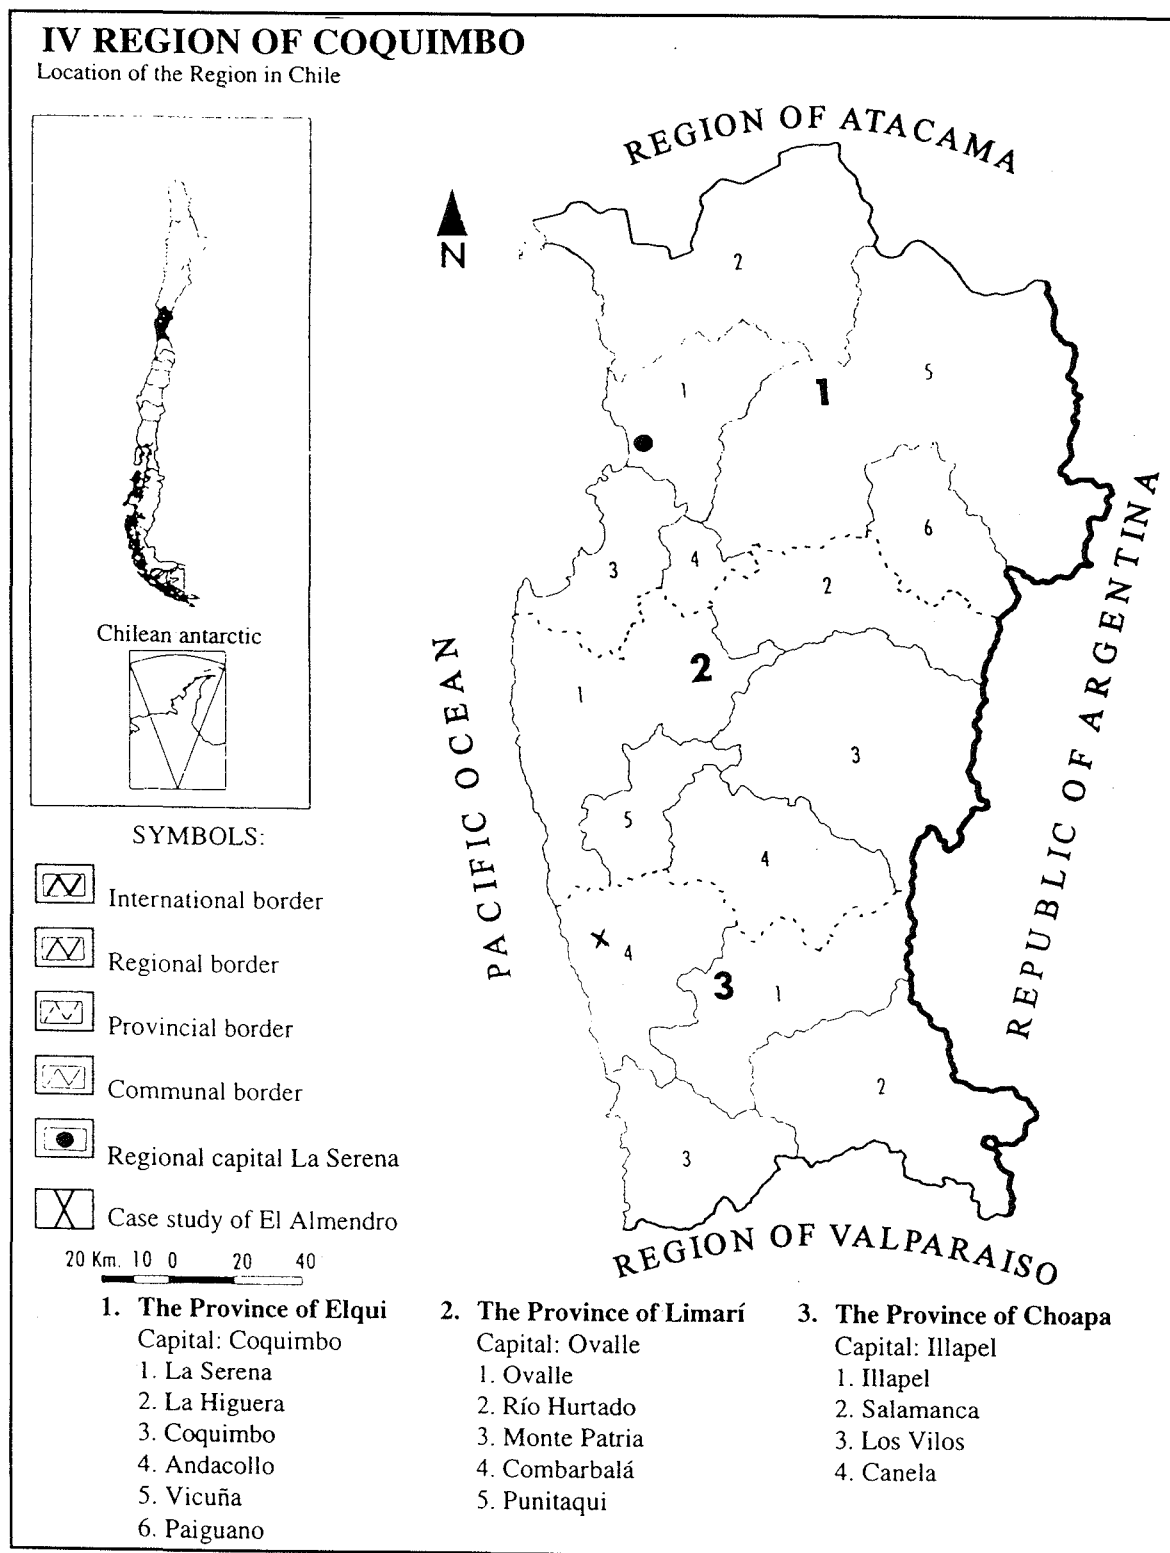 IV REGION OF COQUIMBO
Location of the Region in Chile
REGION OF ATACAMA
N
2
5
1
1
6
3
4
2
Chilean antarctic
PACIFIC OCEAN
REPUBLIC OF ARGENTINA
1
2
3
5
4
4
3
1
2
3
REGION OF VALPARAISO
SYMBOLS:
International border
Regional border
Provincial border
Communal border
Regional capital La Serena
Case study of El Almendro
20 Km. 10 0 20 40
1. The Province of Elqui
Capital: Coquimbo
1. La Serena
2. La Higuera
3. Coquimbo
4. Andacollo
5. Vicuña
6. Paiguano
2. The Province of Limarí
Capital: Ovalle
1. Ovalle
2. Río Hurtado
3. Monte Patria
4. Combarbalá
5. Punitaqui
3. The Province of Choapa
Capital: Illapel
1. Illapel
2. Salamanca
3. Los Vilos
4. Canela